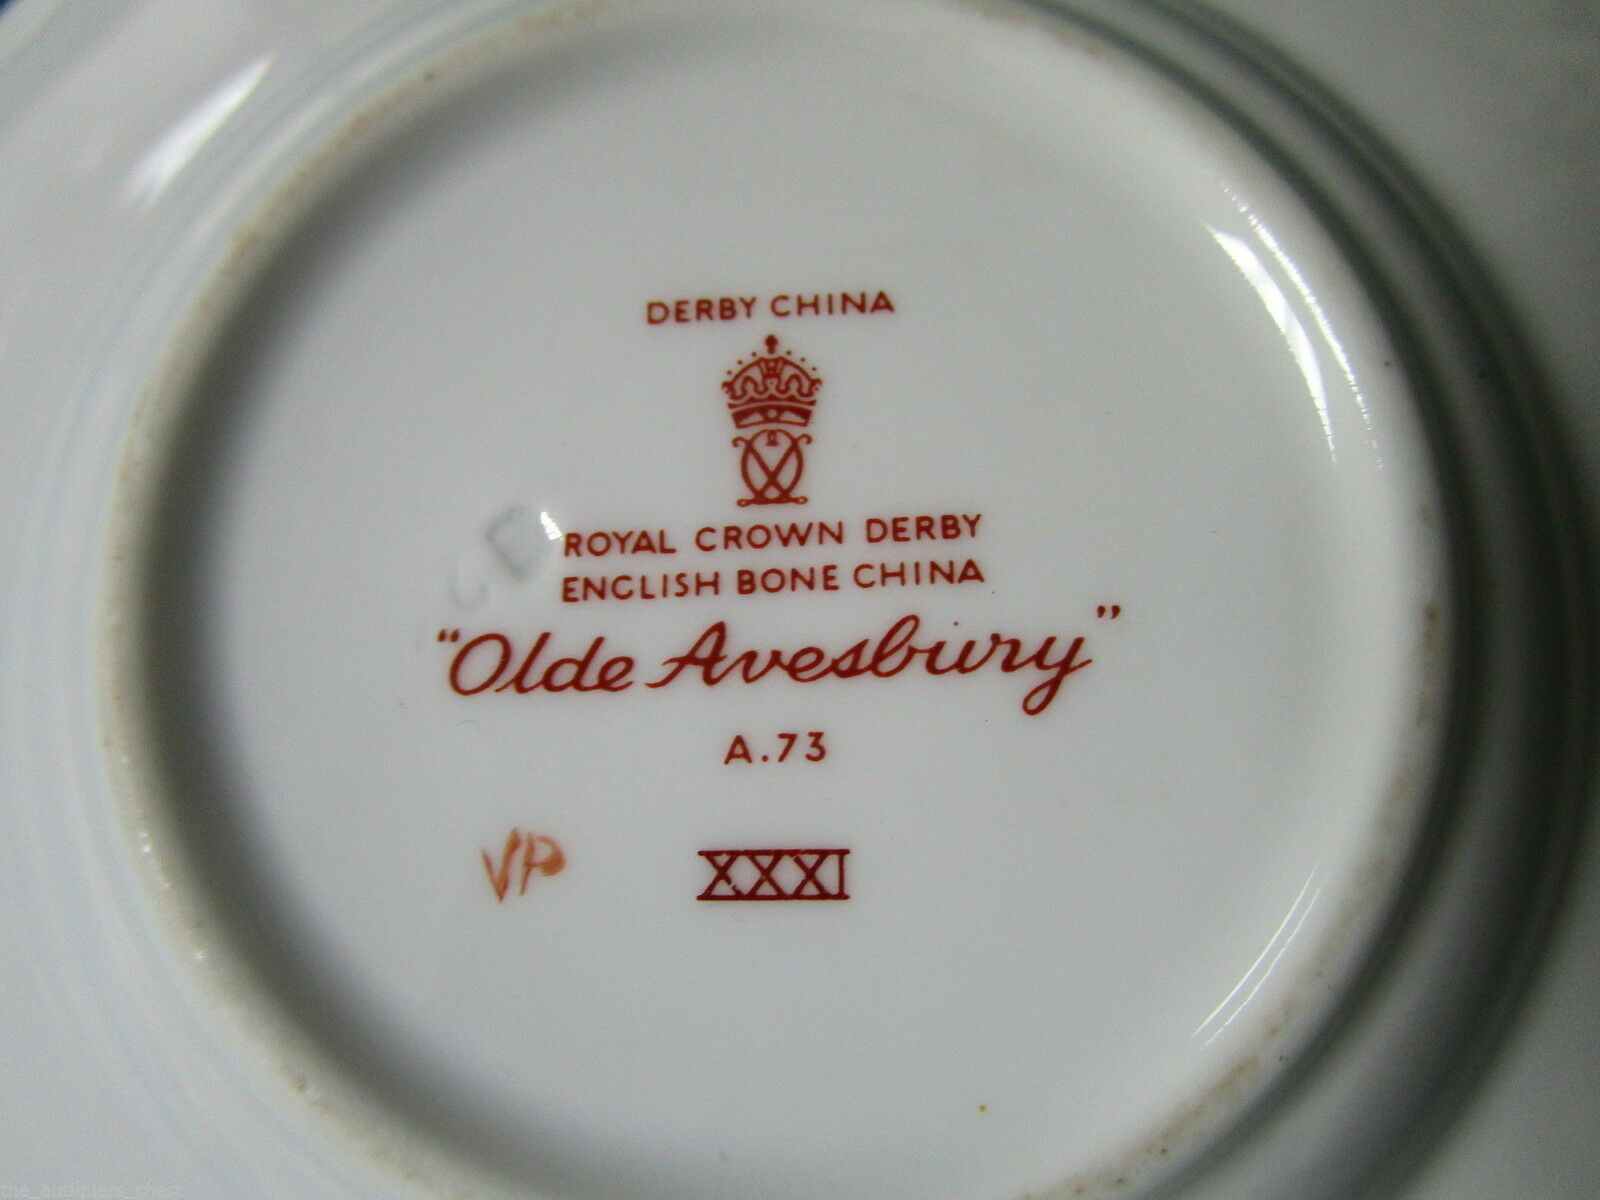 DERBY CHINA
ROYAL CROWN DERBY
ENGLISH BONE CHINA
"Olde Avesbury"
A.73
VP
XXXI